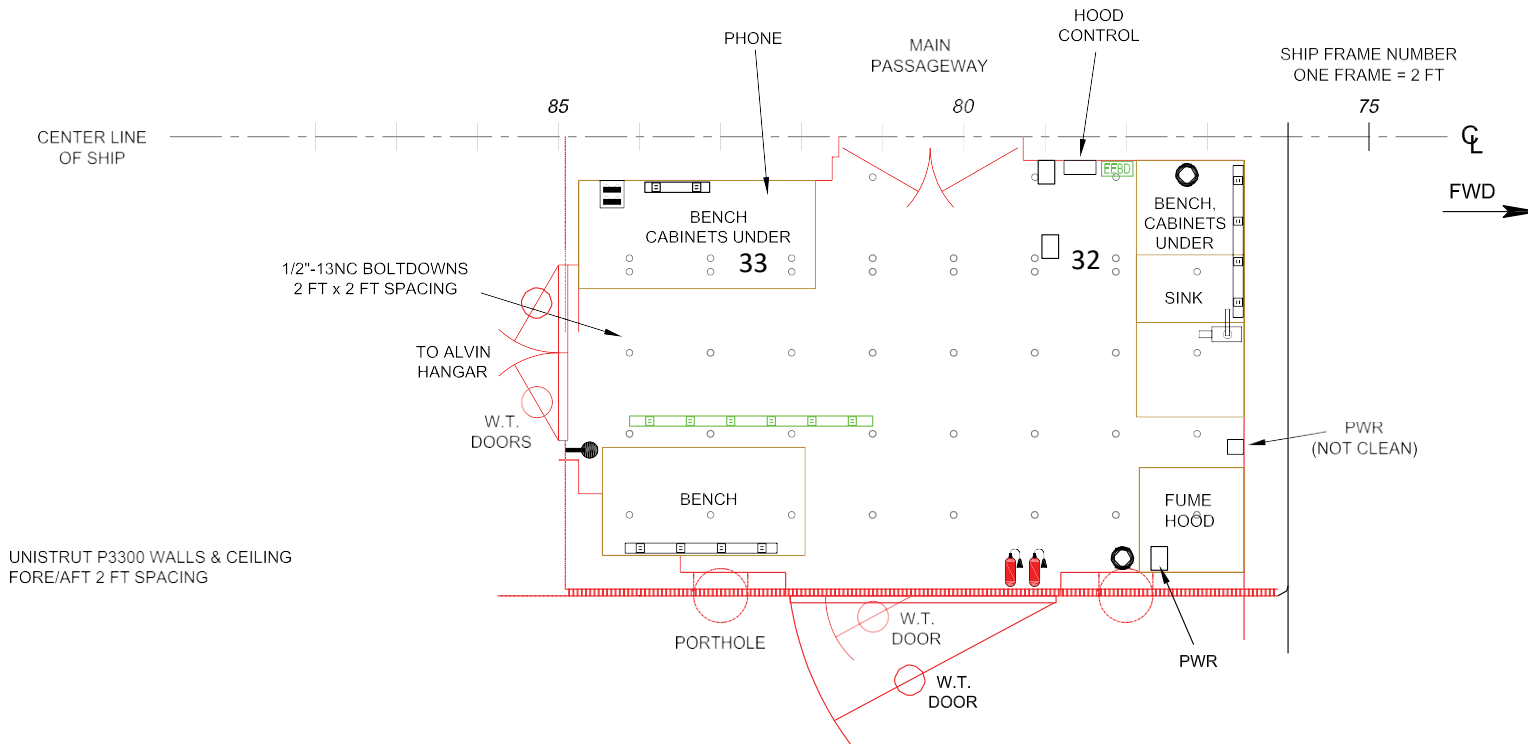 HOOD
CONTROL
PHONE
MAIN
PASSAGEWAY
SHIP FRAME NUMBER
ONE FRAME = 2 FT
85
80
75
CENTER LINE
OF SHIP
CL
FWD
EEBD
BENCH
CABINETS UNDER
33
32
BENCH,
CABINETS
UNDER
1/2"-13NC BOLTDOWNS
2 FT x 2 FT SPACING
SINK
TO ALVIN
HANGAR
W.T.
DOORS
PWR
(NOT CLEAN)
BENCH
FUME
HOOD
UNISTRUT P3300 WALLS & CEILING
FORE/AFT 2 FT SPACING
PORTHOLE
W.T.
DOOR
PWR
W.T.
DOOR